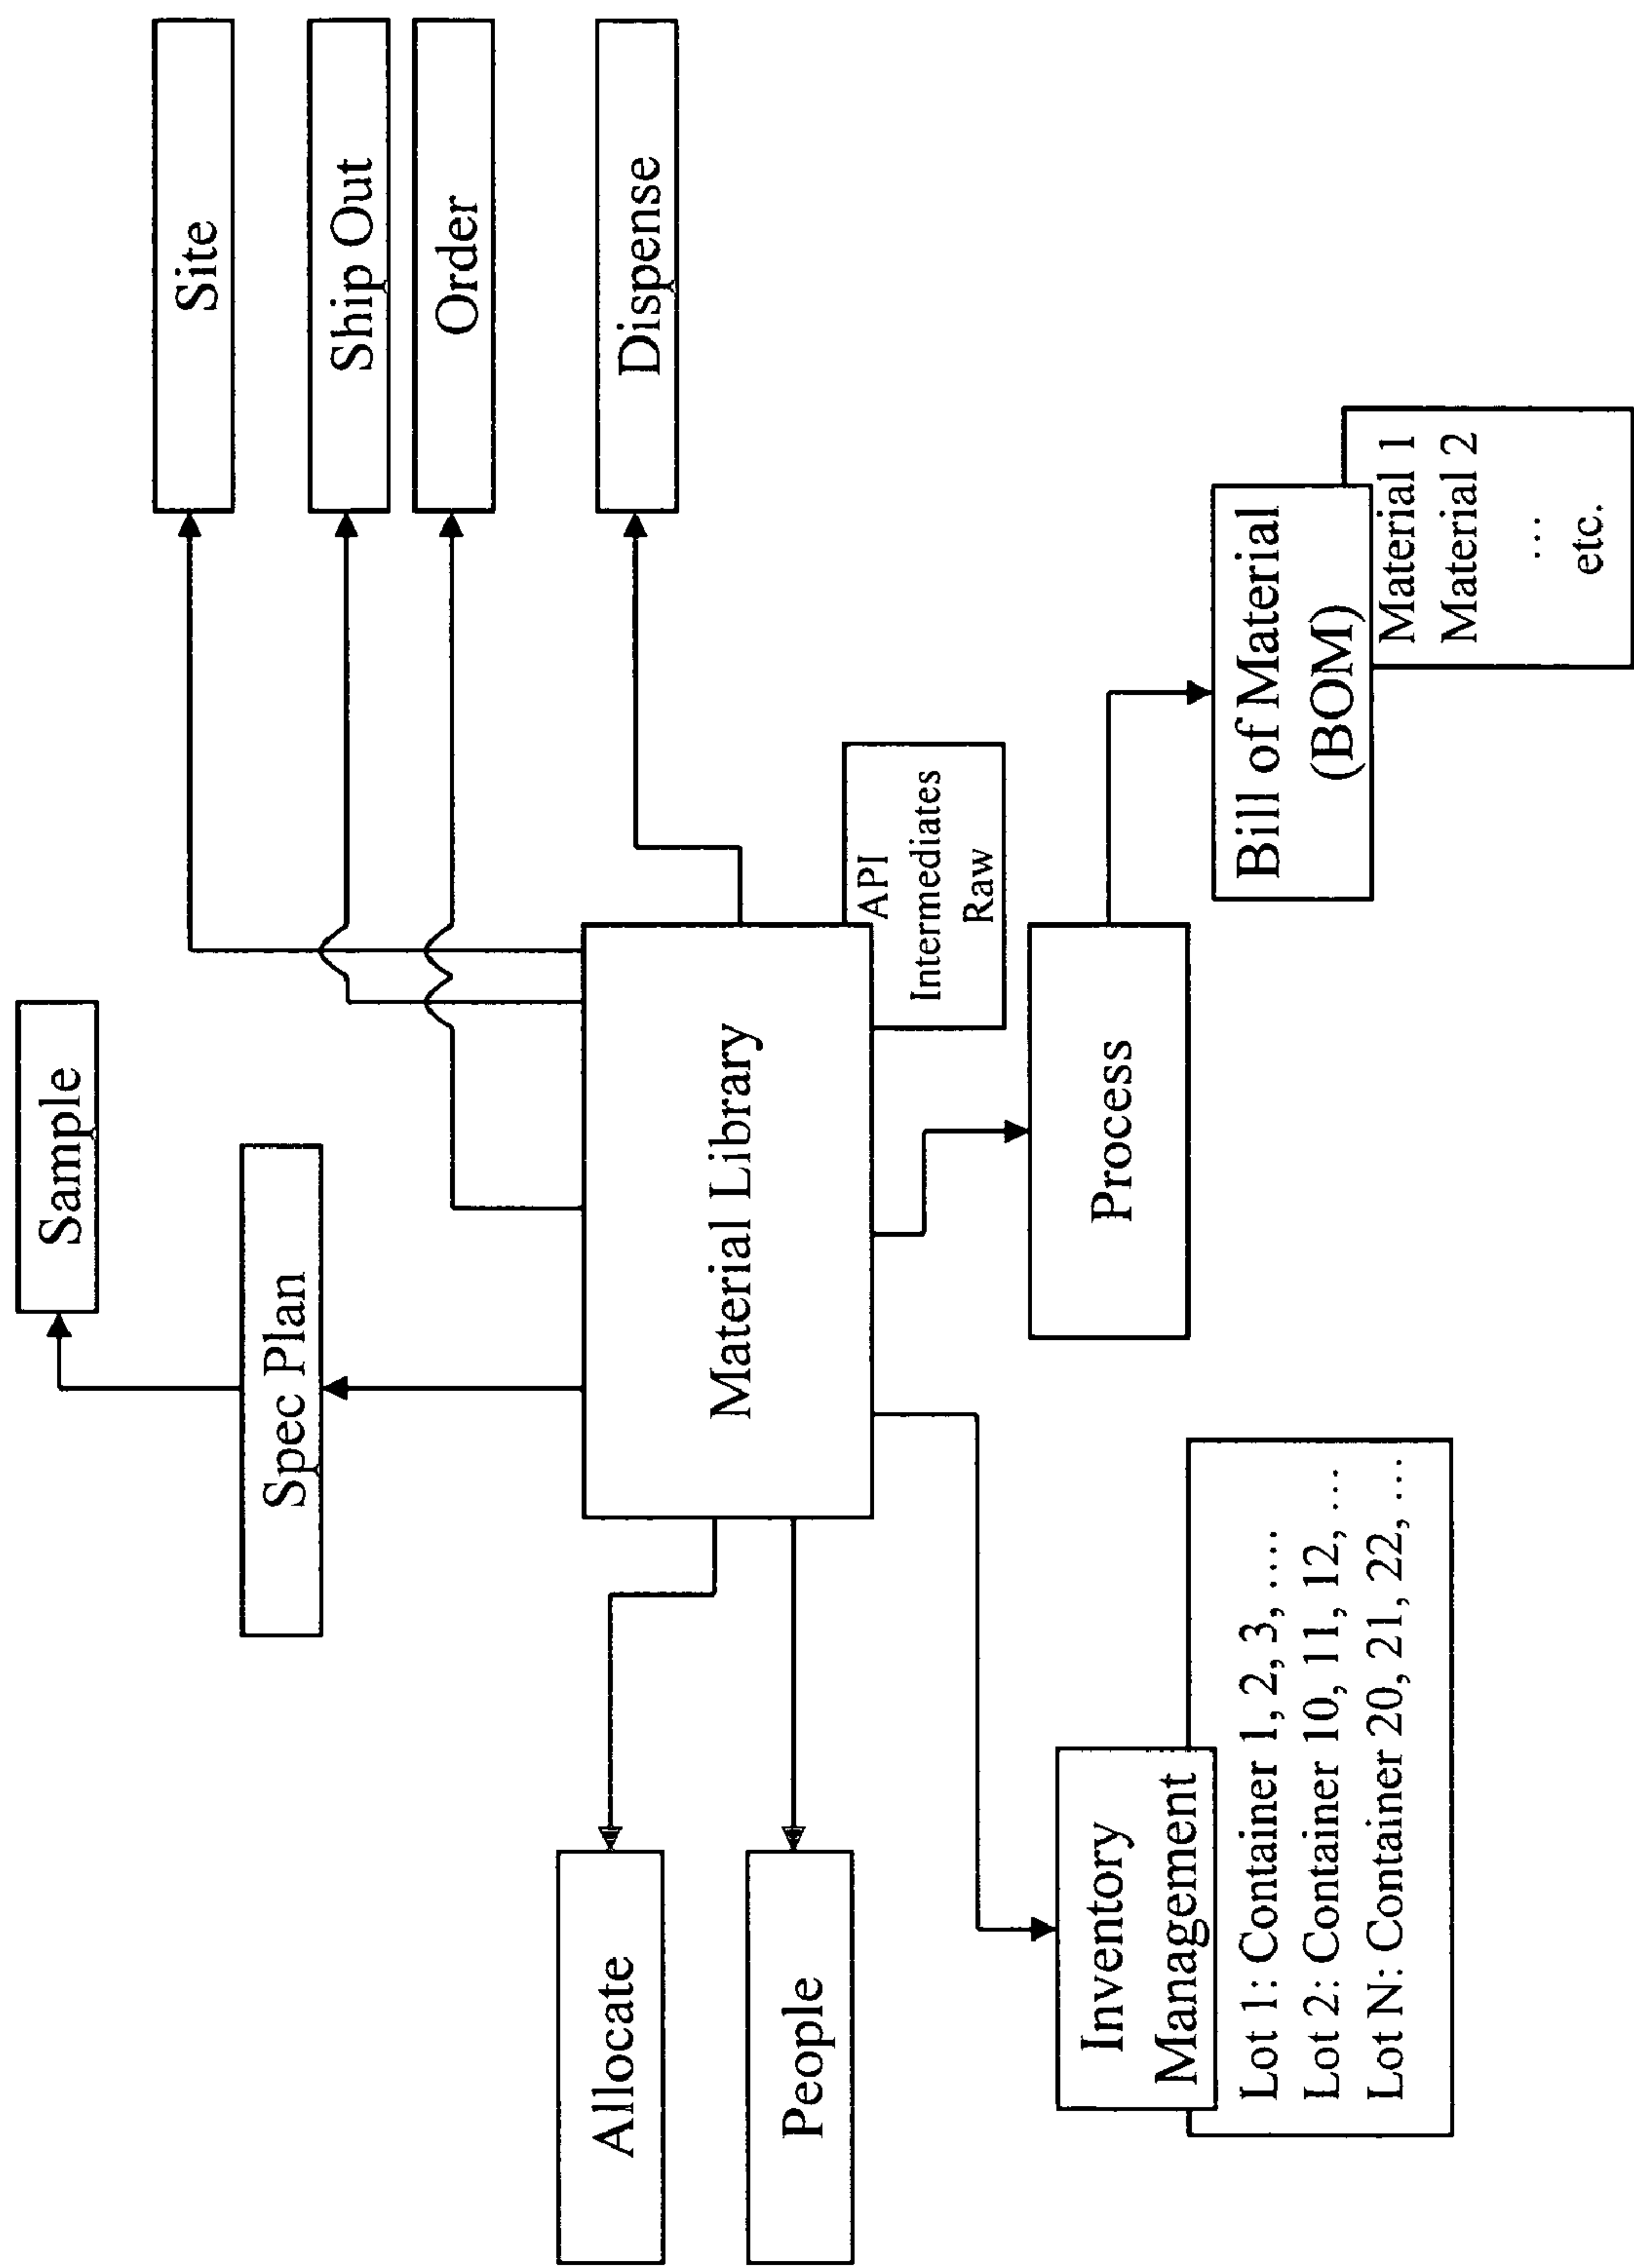 Sample
Site
Spec Plan
Ship Out
Order
Allocate
Dispense
Material Library
People
API
Intermediates
Raw
Inventory
Management
Process
Lot 1: Container 1, 2, 3, ….
Lot 2: Container 10, 11, 12, …
Lot N: Container 20, 21, 22, …
Bill of Material
(BOM)
Material 1
Material 2
…
etc.